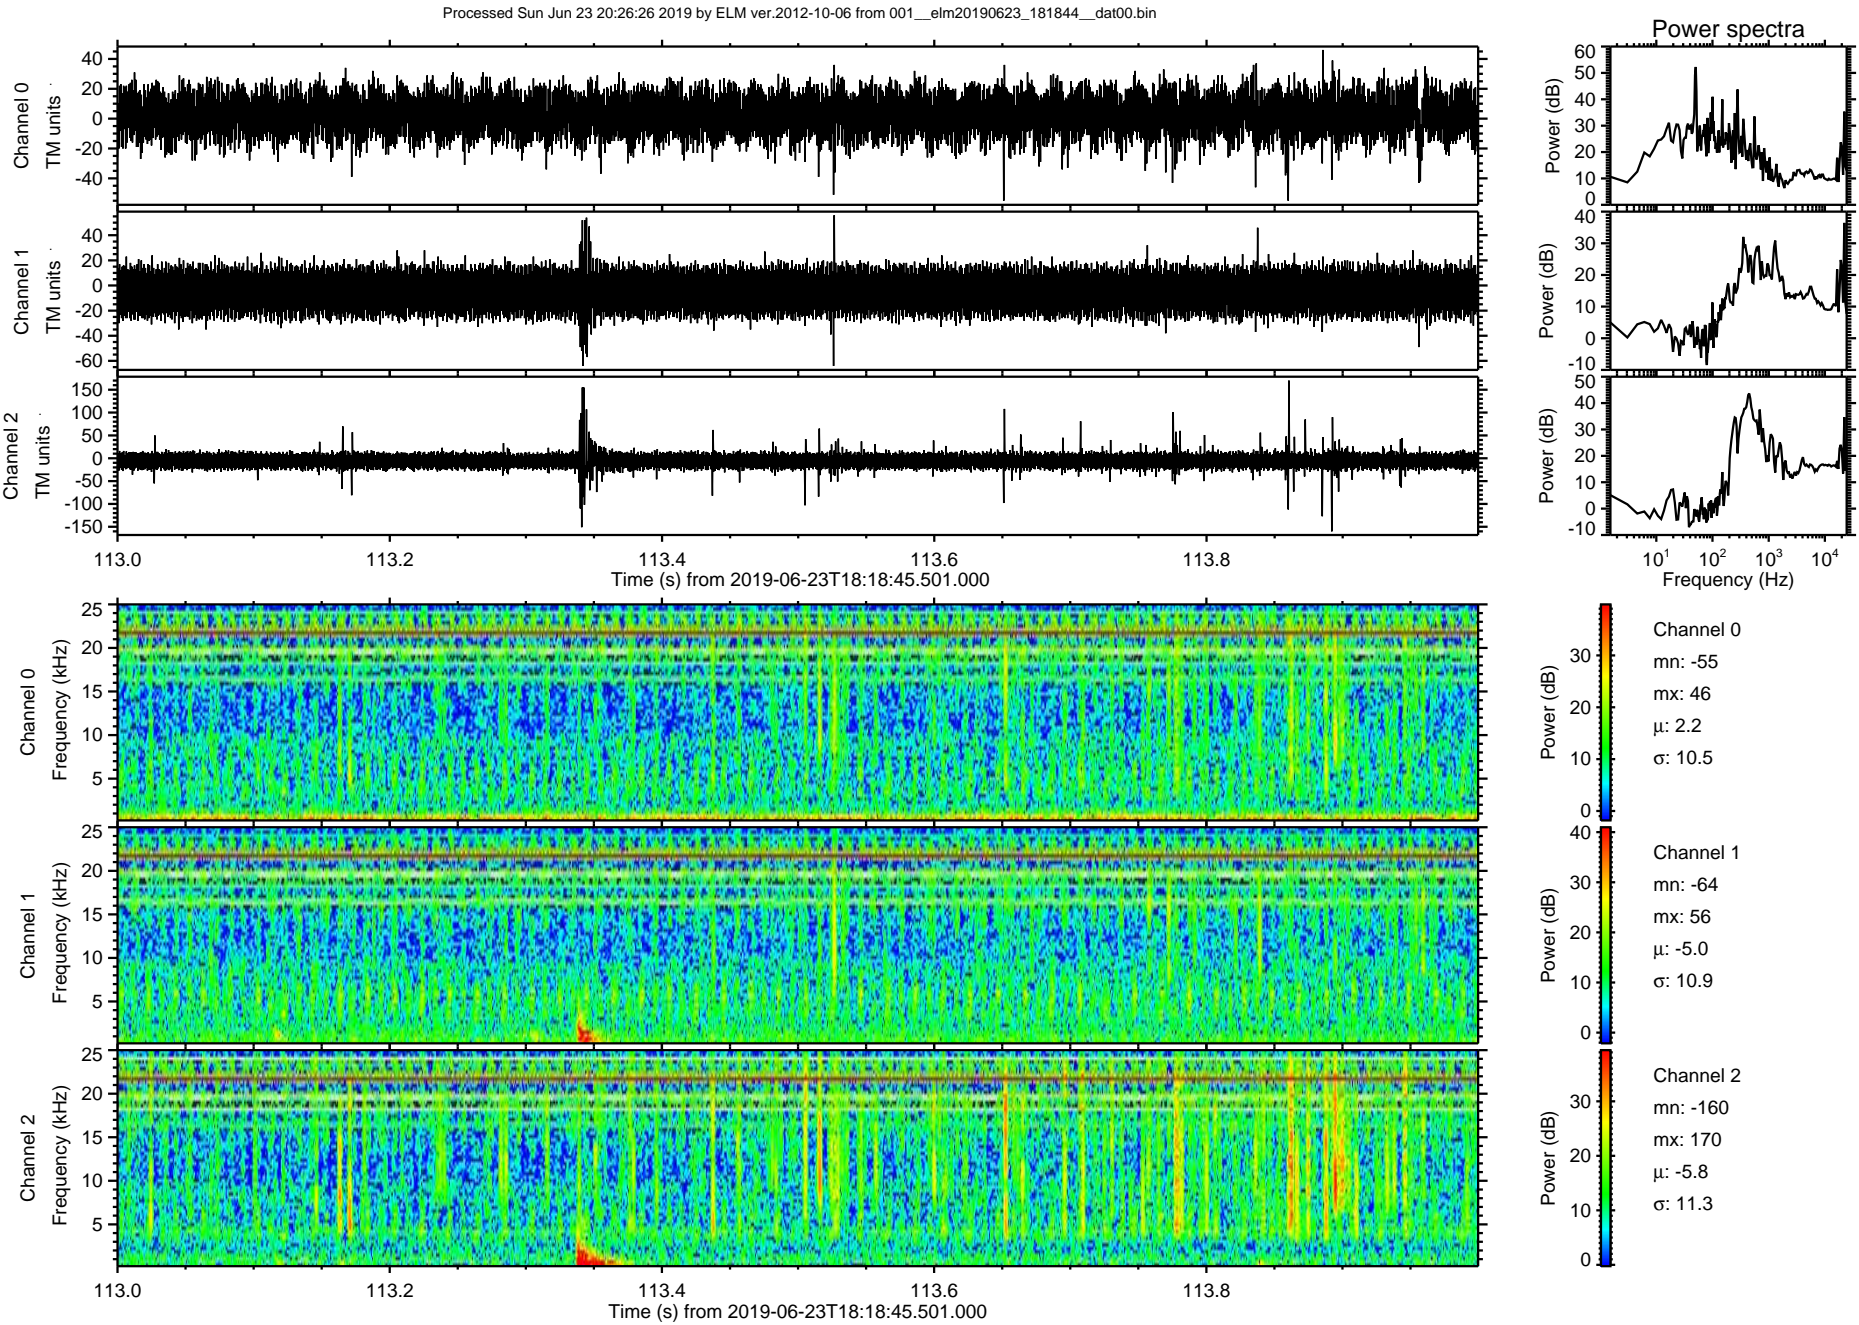 Processed Sun Jun 23 20:26:26 2019 by ELM ver.2012-10-06 from 001__elm20190623_181844__dat00.bin
Power spectra
Channel 0
TM units
40
20
0
-20
-40
Power (dB)
60
50
40
30
20
10
0
Channel 1
TM units
40
20
0
-20
-40
-60
Power (dB)
40
30
20
10
0
-10
Channel 2
TM units
150
100
50
0
-50
-100
-150
Power (dB)
50
40
30
20
10
0
-10
113.0 113.2 113.4 113.6 113.8
Time (s) from 2019-06-23T18:18:45.501.000
10¹ 10² 10³ 10⁴
Frequency (Hz)
Channel 0
Frequency (kHz)
25
20
15
10
5
Power (dB)
30
20
10
0
Channel 0
mn: -55
mx: 46
μ: 2.2
σ: 10.5
Channel 1
Frequency (kHz)
25
20
15
10
5
Power (dB)
40
30
20
10
0
Channel 1
mn: -64
mx: 56
μ: -5.0
σ: 10.9
Channel 2
Frequency (kHz)
25
20
15
10
5
Power (dB)
30
20
10
0
Channel 2
mn: -160
mx: 170
μ: -5.8
σ: 11.3
113.0 113.2 113.4 113.6 113.8
Time (s) from 2019-06-23T18:18:45.501.000